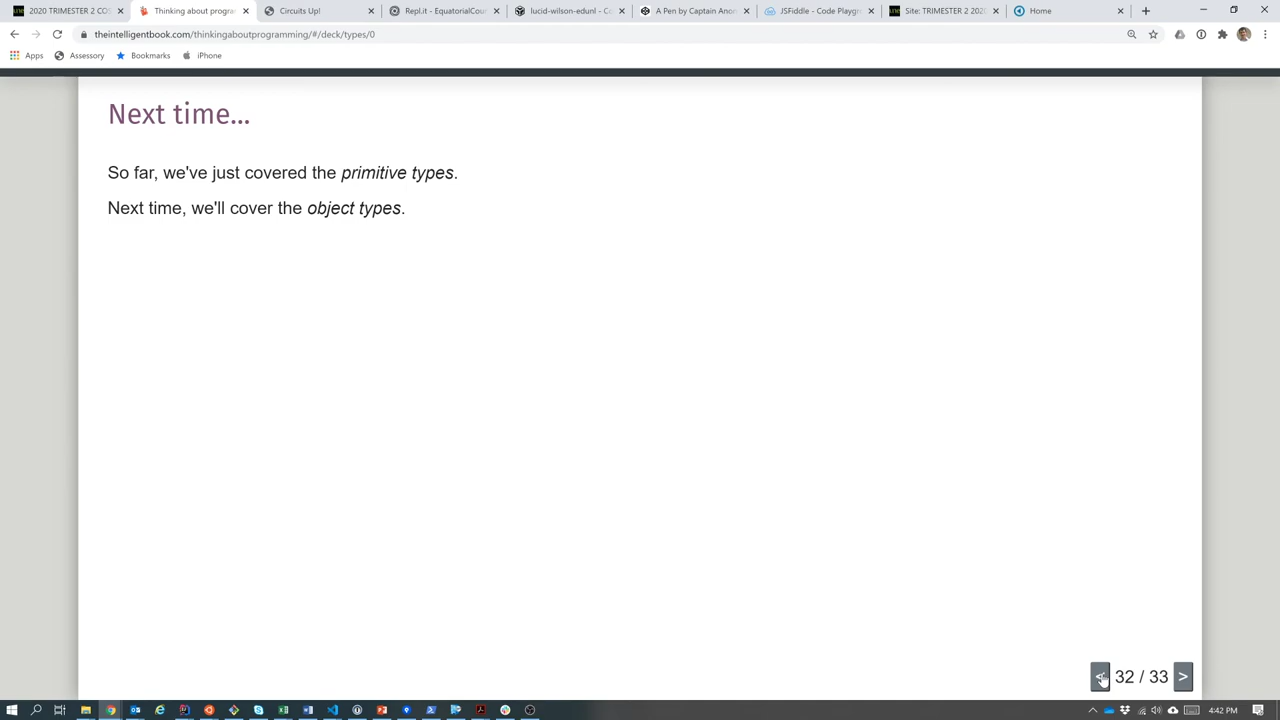 2020 TRIMESTER 2 COS
Thinking about progra
Circuits Up!
Repl.it - EquatorialCou
lucid-wilson-edunl - Co
A Pen by Captain Anon
JSFiddle - Code Playgr
Site: TRIMESTER 2 202
Home
theintelligentbook.com/thinkingaboutprogramming/#/deck/types/0
Apps
Assessory
Bookmarks
iPhone
Next time...
So far, we've just covered the primitive types.
Next time, we'll cover the object types.
< 32 / 33 >
4:42 PM